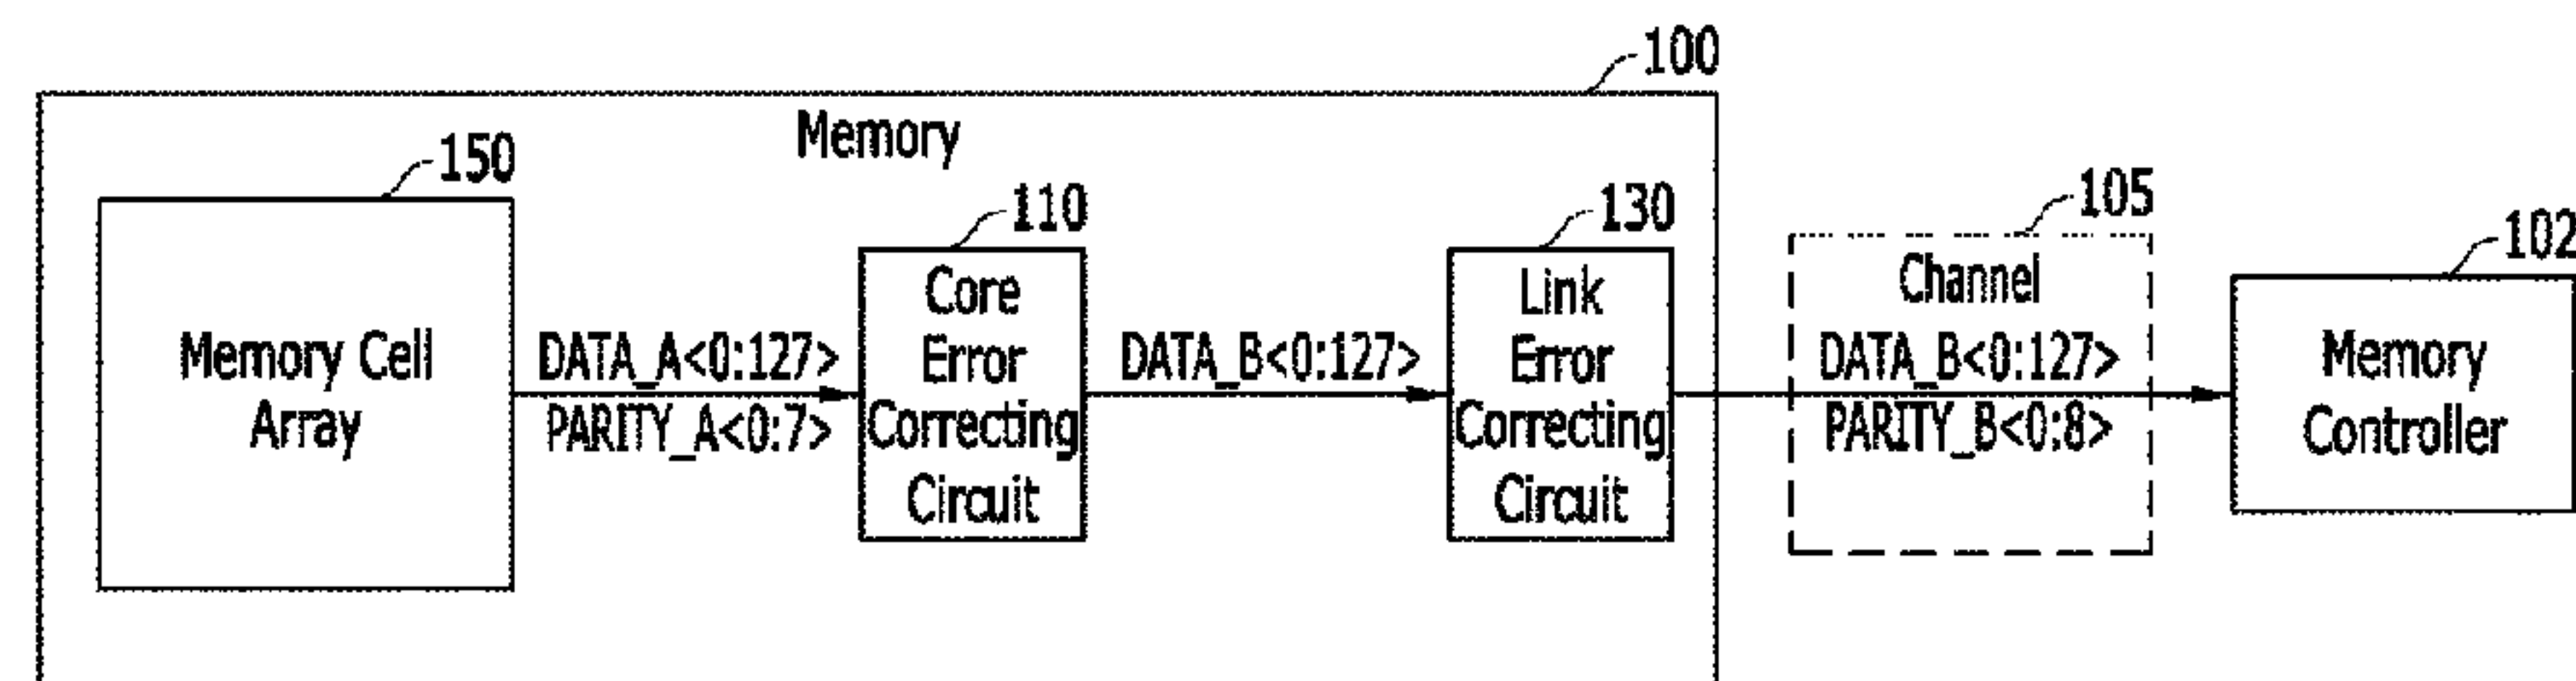 100
Memory
150
110
130
105
102
Memory Cell
Array
DATA_A<0:127>
PARITY_A<0:7>
Core
Error
Correcting
Circuit
DATA_B<0:127>
Link
Error
Correcting
Circuit
Channel
DATA_B<0:127>
PARITY_B<0:8>
Memory
Controller